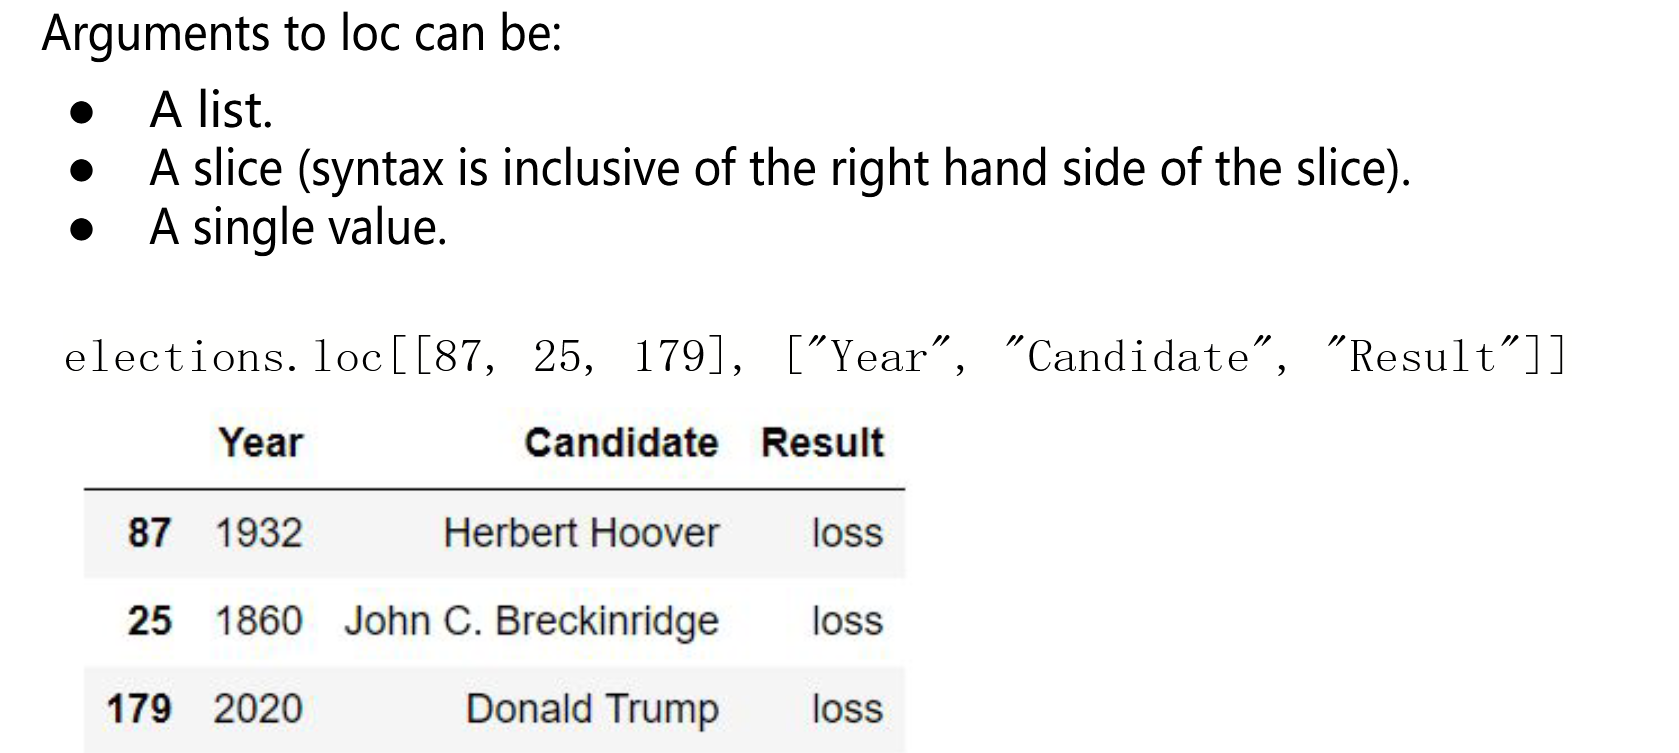 Arguments to loc can be:
● A list.
● A slice (syntax is inclusive of the right hand side of the slice).
● A single value.
elections.loc[[87, 25, 179], ["Year", "Candidate", "Result"]]
Year Candidate Result
87 1932 Herbert Hoover loss
25 1860 John C. Breckinridge loss
179 2020 Donald Trump loss